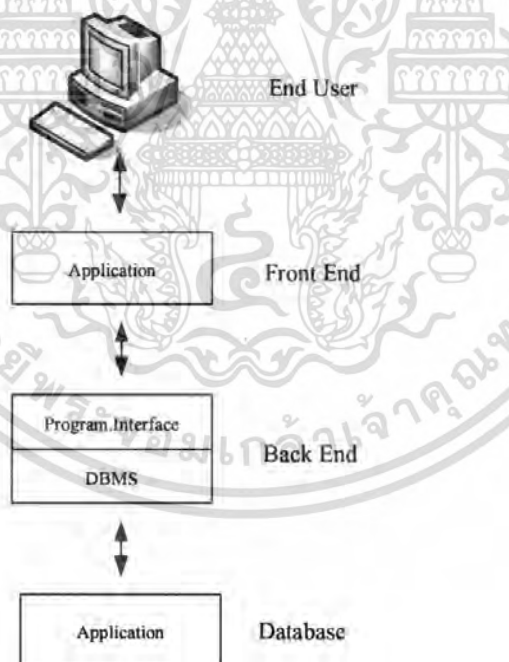 End User
Application
Front End
Program.Interface
Back End
DBMS
Application
Database